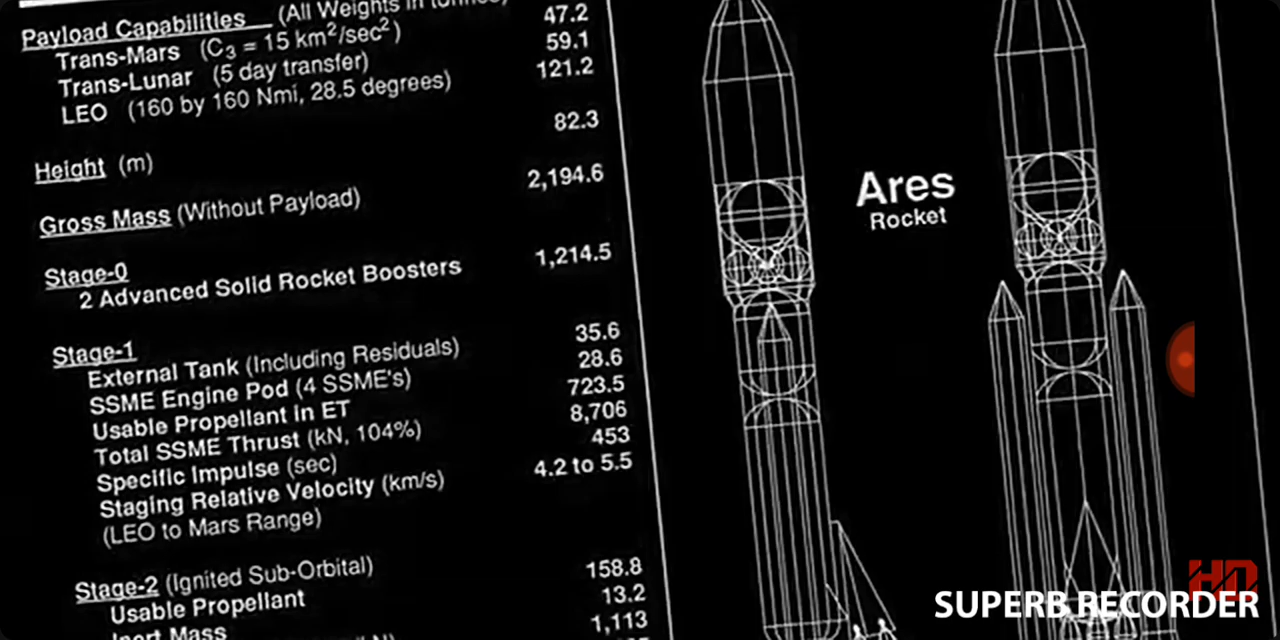 Payload Capabilities (All Weights in tonnes)
47.2
Trans-Mars (C3 = 15 km2/sec2)
59.1
Trans-Lunar (5 day transfer)
121.2
LEO (160 by 160 Nmi, 28.5 degrees)
Height (m)
82.3
Gross Mass (Without Payload)
2,194.6
Stage-0
2 Advanced Solid Rocket Boosters
1,214.5
Stage-1
External Tank (Including Residuals)
35.6
SSME Engine Pod (4 SSME's)
28.6
Usable Propellant in ET
723.5
Total SSME Thrust (kN, 104%)
8,706
Specific Impulse (sec)
453
Staging Relative Velocity (km/s)
4.2 to 5.5
(LEO to Mars Range)
Stage-2 (Ignited Sub-Orbital)
Usable Propellant
158.8
Inert Mass
13.2
1,113
Ares
Rocket
HD
SUPERB RECORDER